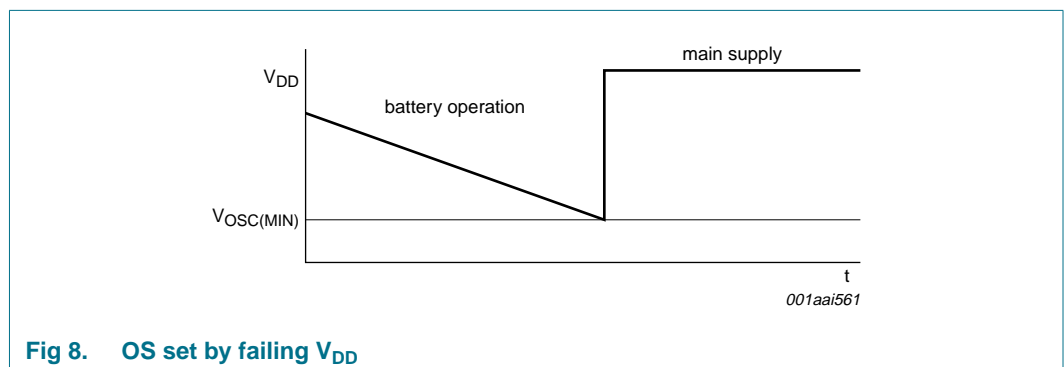 main supply
VDD
battery operation
VOSC(MIN)
t
001aai561
Fig 8. OS set by failing VDD